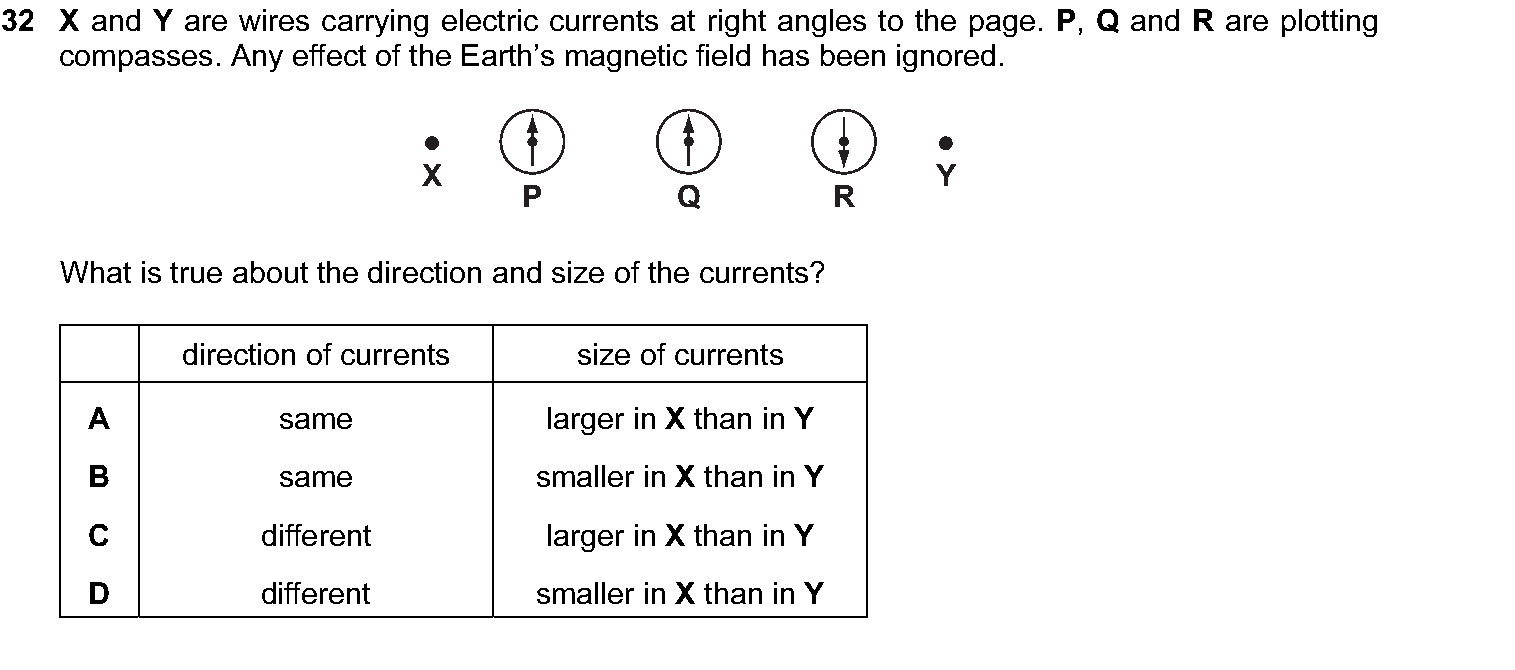 32 X and Y are wires carrying electric currents at right angles to the page. P, Q and R are plotting
compasses. Any effect of the Earth's magnetic field has been ignored.
X P Q R Y
What is true about the direction and size of the currents?
direction of currents size of currents
A same larger in X than in Y
B same smaller in X than in Y
C different larger in X than in Y
D different smaller in X than in Y